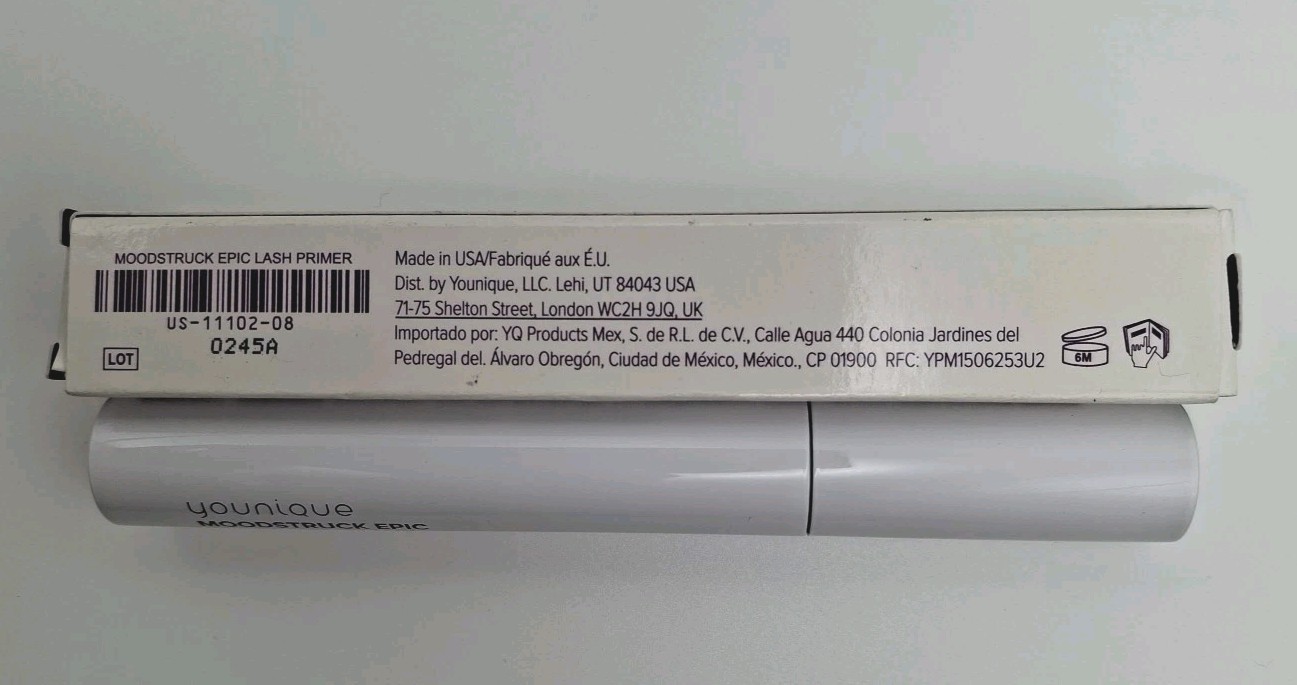 MOODSTRUCK EPIC LASH PRIMER
US-11102-08
0245A
LOT
Made in USA/Fabriqué aux É.U.
Dist. by Younique, LLC. Lehi, UT 84043 USA
71-75 Shelton Street, London WC2H 9JQ, UK
Importado por: YQ Products Mex, S. de R.L. de C.V., Calle Agua 440 Colonia Jardines del
Pedregal del. Álvaro Obregón, Ciudad de México, México., CP 01900 RFC: YPM1506253U2
6M
younique
MOODSTRUCK EPIC